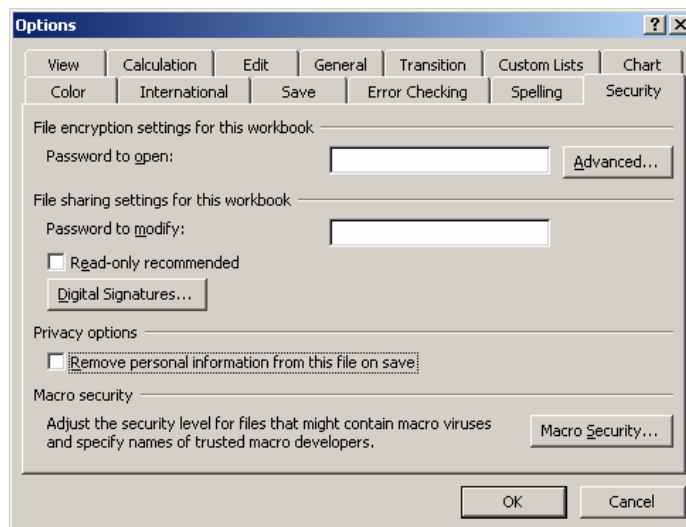 Options
View Calculation Edit General Transition Custom Lists Chart
Color International Save Error Checking Spelling Security
File encryption settings for this workbook
Password to open: Advanced...
File sharing settings for this workbook
Password to modify:
Read-only recommended
Digital Signatures...
Privacy options
Remove personal information from this file on save
Macro security
Adjust the security level for files that might contain macro viruses
and specify names of trusted macro developers.
Macro Security...
OK Cancel